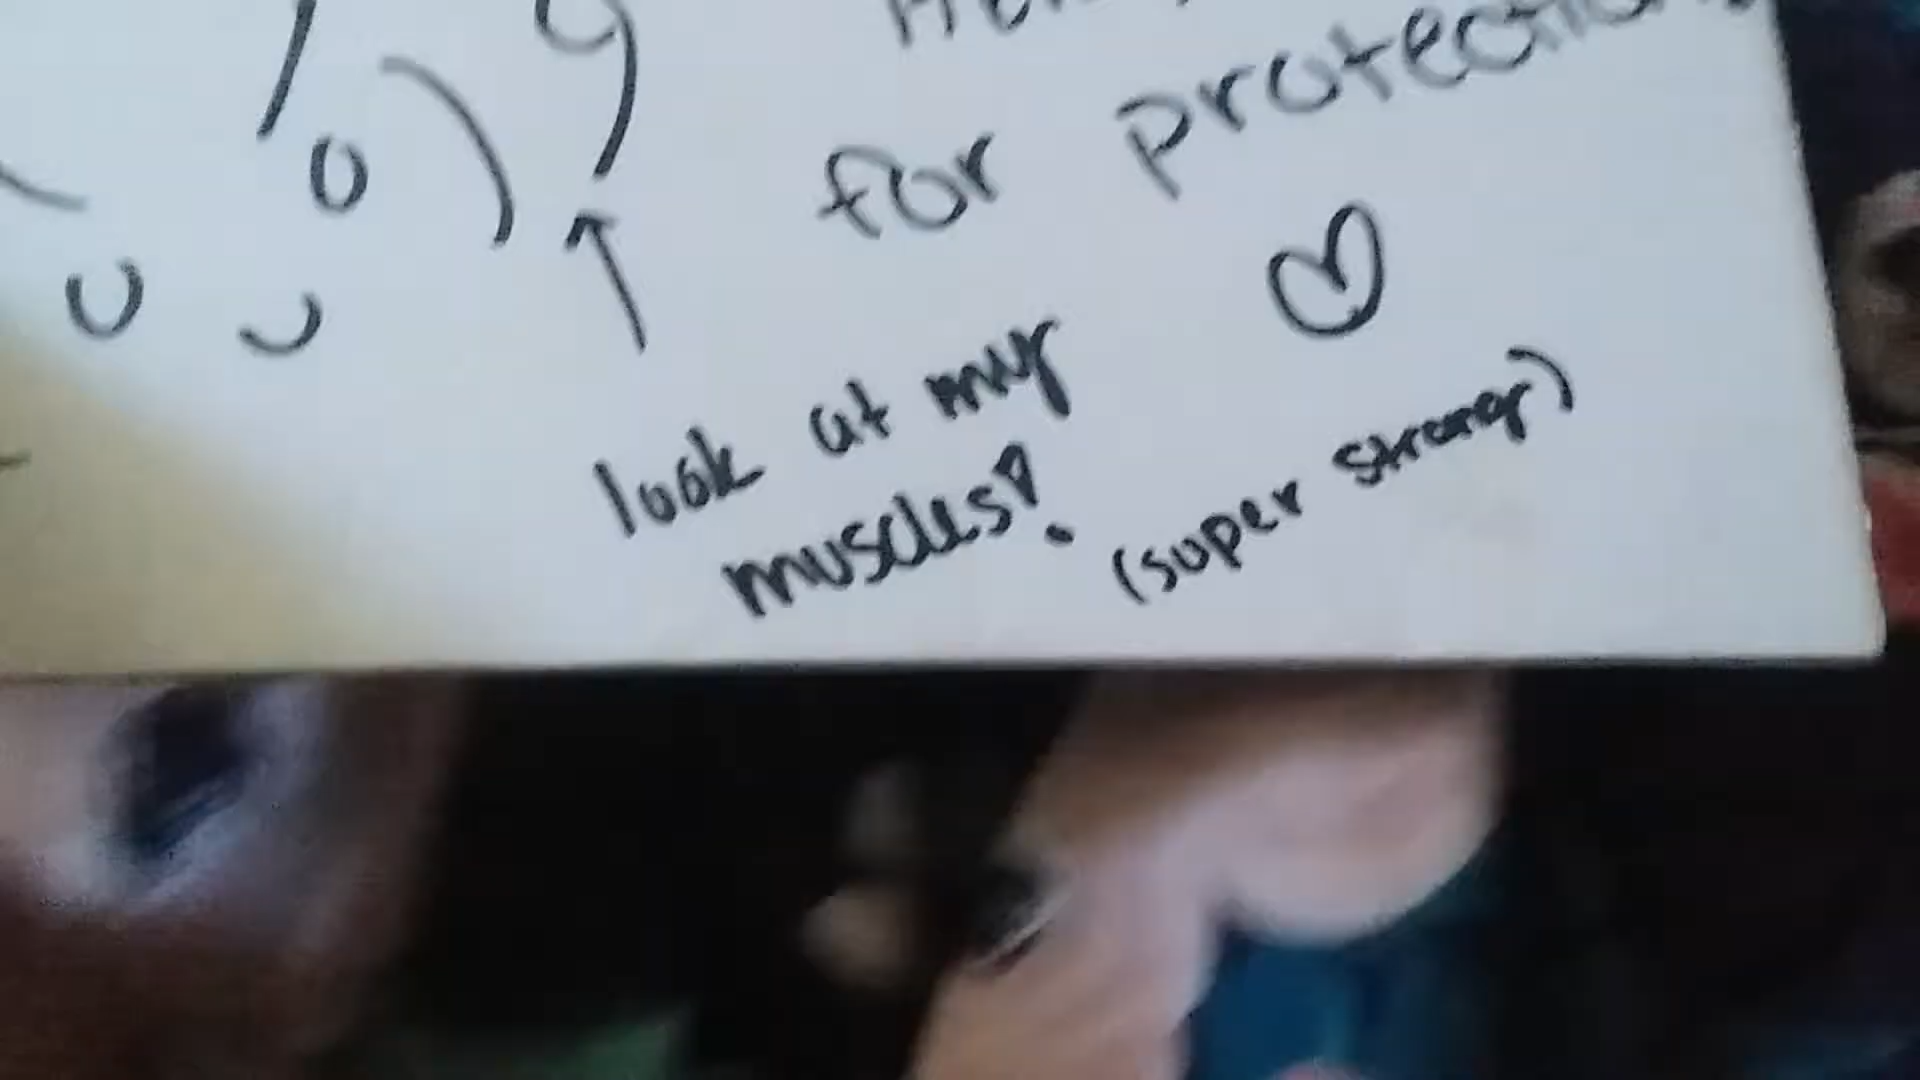 for protection
look at my
muscles!
(super strong)